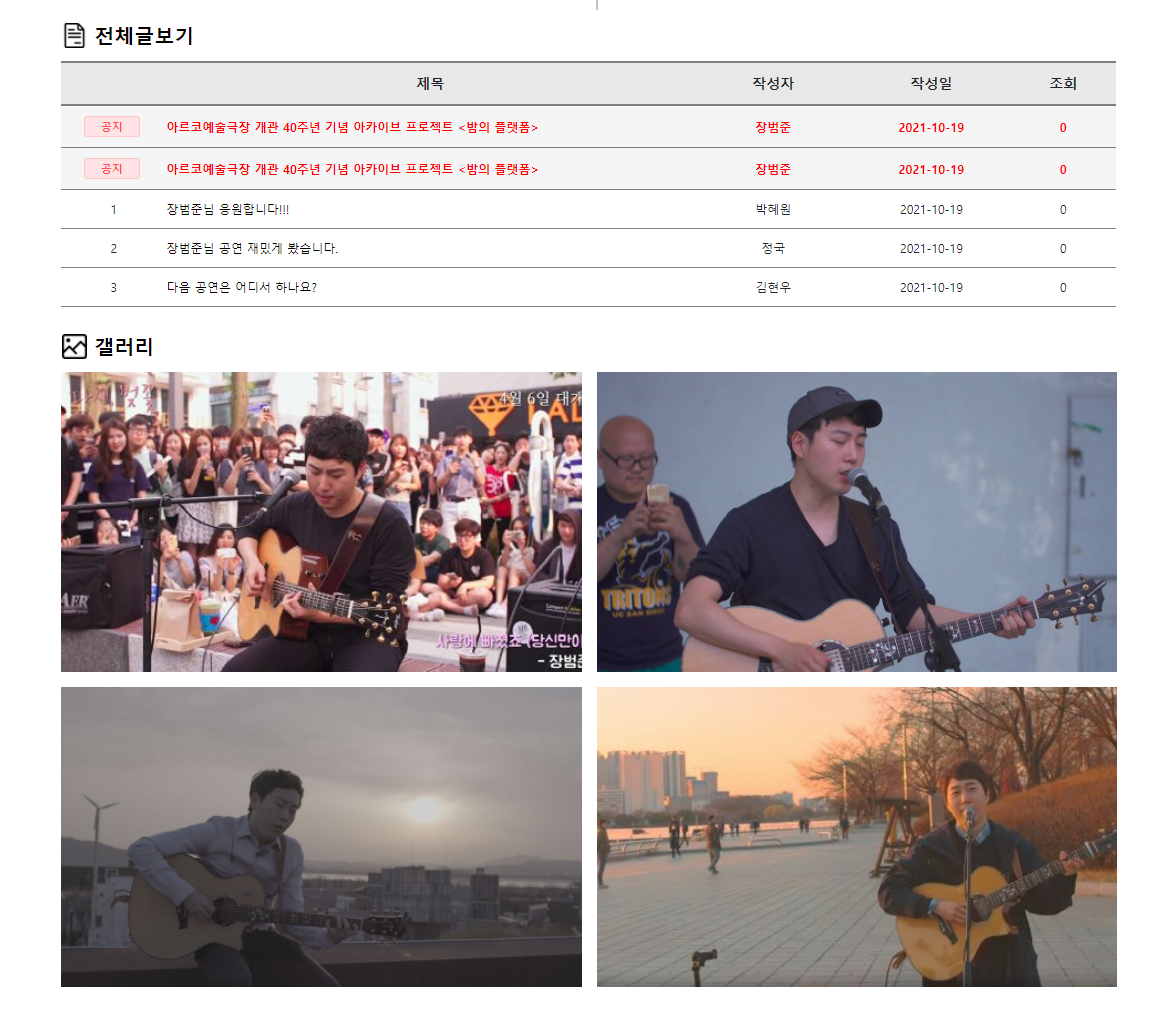 전체글보기
제목 작성자 작성일 조회
공지 아르코예술극장 개관 40주년 기념 아카이브 프로젝트 <밤의 플랫폼> 장범준 2021-10-19 0
공지 아르코예술극장 개관 40주년 기념 아카이브 프로젝트 <밤의 플랫폼> 장범준 2021-10-19 0
1 장범준님 응원합니다!!! 박혜원 2021-10-19 0
2 장범준님 공연 재밌게 봤습니다. 정국 2021-10-19 0
3 다음 공연은 어디서 하나요? 김현우 2021-10-19 0
갤러리
4월 6일 대개
AER
사랑에 빠졌죠 (당신만이
- 장범준
TRITONS
UC SAN DIEGO